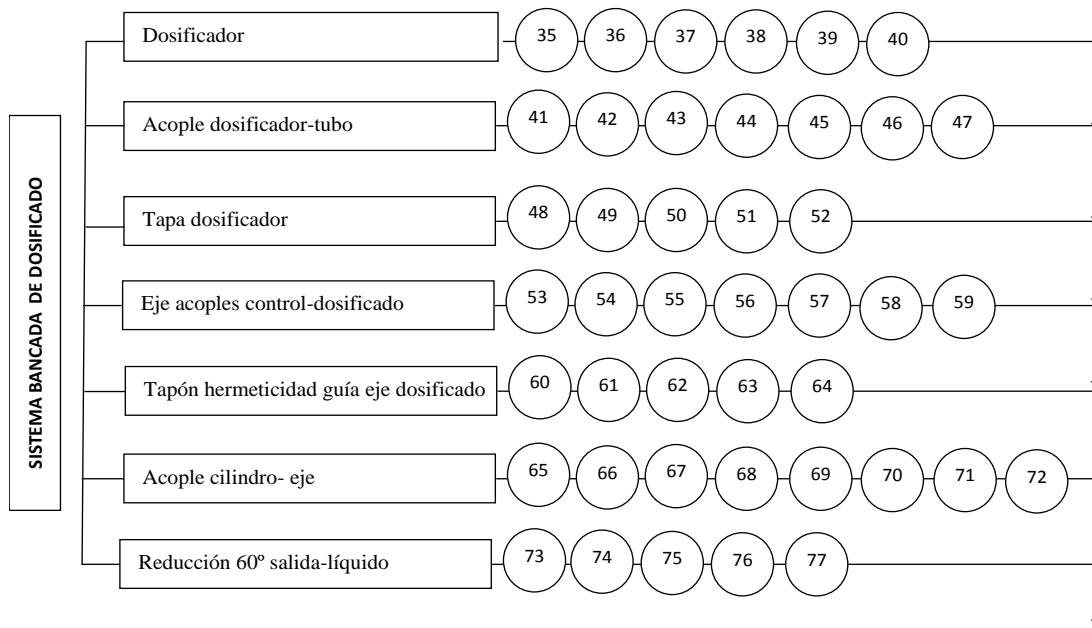 SISTEMA BANCADA DE DOSIFICADO
Dosificador 35 36 37 38 39 40
Acople dosificador-tubo 41 42 43 44 45 46 47
Tapa dosificador 48 49 50 51 52
Eje acoples control-dosificado 53 54 55 56 57 58 59
Tapón hermeticidad guía eje dosificado 60 61 62 63 64
Acople cilindro- eje 65 66 67 68 69 70 71 72
Reducción 60º salida-líquido 73 74 75 76 77